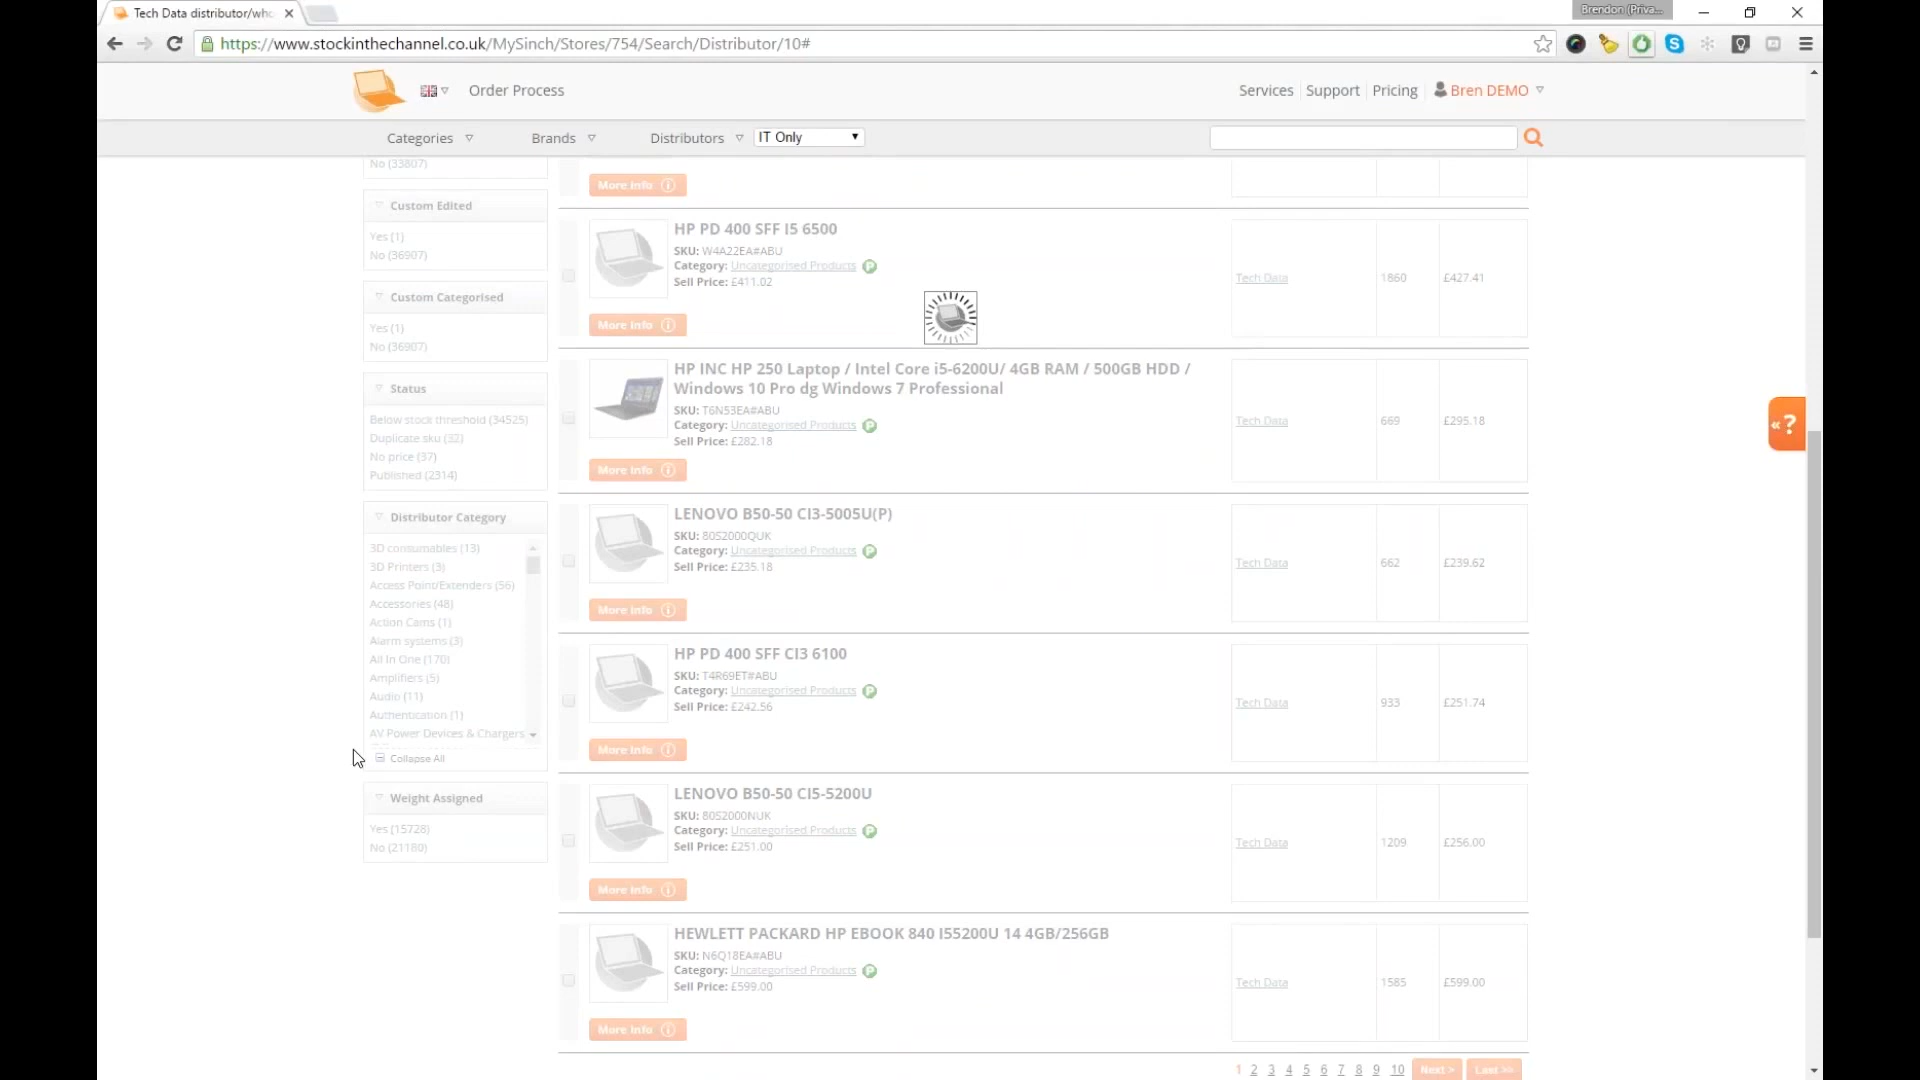 Tech Data distributor/who
Brendon (Priva...
https://www.stockinthechannel.co.uk/MySinch/Stores/754/Search/Distributor/10#
Order Process
Services
Support
Pricing
Bren DEMO
Categories
Brands
Distributors
IT Only
No (33807)
More Info
Custom Edited
Yes (1)
No (36907)
Custom Categorised
Yes (1)
No (36907)
Status
Below stock threshold (34525)
Duplicate sku (32)
No price (37)
Published (2314)
Distributor Category
3D consumables (13)
3D Printers (3)
Access Point/Extenders (56)
Accessories (48)
Action Cams (1)
Alarm systems (3)
All In One (170)
Amplifiers (5)
Audio (11)
Authentication (1)
AV Power Devices & Chargers
Collapse All
Weight Assigned
Yes (15728)
No (21180)
HP PD 400 SFF I5 6500
SKU: W4A22EA#ABU
Category: Uncategorised Products P
Sell Price: £411.02
More Info
Tech Data
1860
£427.41
HP INC HP 250 Laptop / Intel Core i5-6200U/ 4GB RAM / 500GB HDD /
Windows 10 Pro dg Windows 7 Professional
SKU: T6N53EA#ABU
Category: Uncategorised Products P
Sell Price: £282.18
More Info
Tech Data
669
£295.18
LENOVO B50-50 CI3-5005U(P)
SKU: 80S2000QUK
Category: Uncategorised Products P
Sell Price: £235.18
More Info
Tech Data
662
£239.62
HP PD 400 SFF CI3 6100
SKU: T4R69ET#ABU
Category: Uncategorised Products P
Sell Price: £242.56
More Info
Tech Data
933
£251.74
LENOVO B50-50 CI5-5200U
SKU: 80S2000NUK
Category: Uncategorised Products P
Sell Price: £251.00
More Info
Tech Data
1209
£256.00
HEWLETT PACKARD HP EBOOK 840 I55200U 14 4GB/256GB
SKU: N6Q18EA#ABU
Category: Uncategorised Products P
Sell Price: £599.00
More Info
Tech Data
1585
£599.00
« ?
1 2 3 4 5 6 7 8 9 10 Next > Last >>